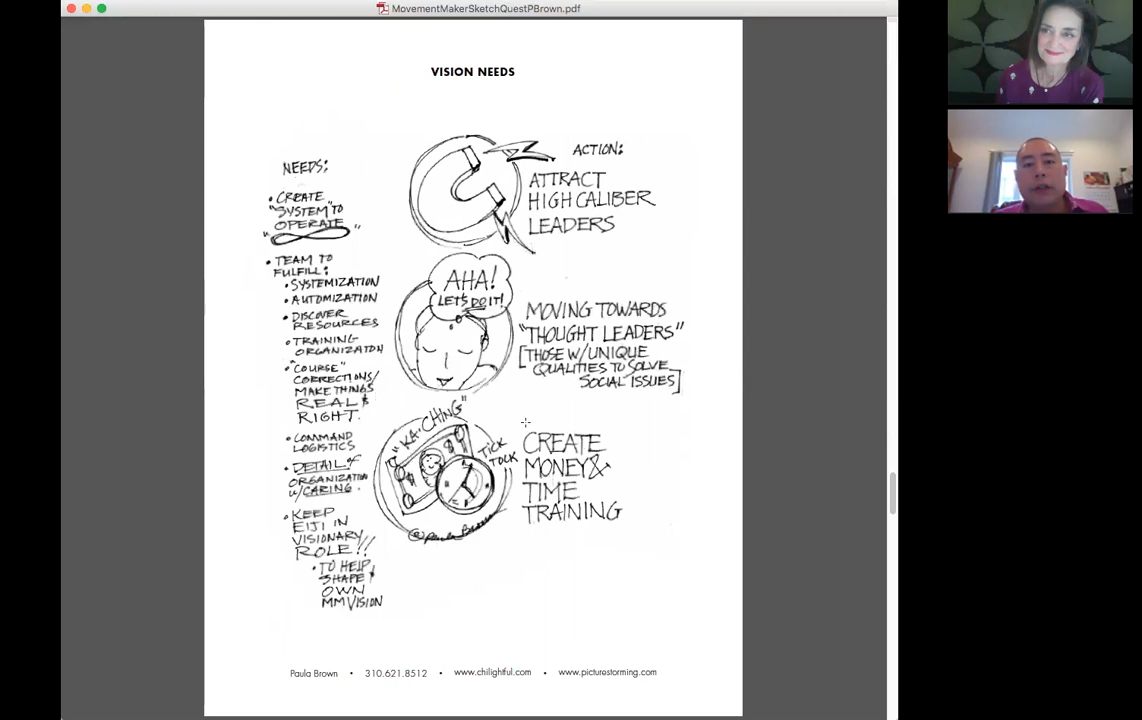 MovementMakerSketchQuestPBrown.pdf
VISION NEEDS
NEEDS:
• CREATE
"SYSTEM" TO
OPERATE
" "
• TEAM TO
FULFILL:
• SYSTEMIZATION
• AUTOMIZATION
• DISCOVER
RESOURCES
• TRAINING
ORGANIZATION
• "COURSE"
CORRECTIONS/
MAKE THINGS
REAL &
RIGHT.
• COMMAND
LOGISTICS
• DETAIL of
ORGANIZATION
w/CARING.
• KEEP
EIJI IN
VISIONARY
ROLE!!
• TO HELP
SHAPE
OWN
MM VISION
AHA!
LET'S DO IT!
"KA-CHING"
TICK
TOCK
@Paula Brown
ACTION:
ATTRACT
HIGH CALIBER
LEADERS
MOVING TOWARDS
"THOUGHT LEADERS"
[THOSE W/UNIQUE
QUALITIES TO SOLVE
SOCIAL ISSUES]
CREATE
MONEY &
TIME
TRAINING
Paula Brown • 310.621.8512 • www.chilightful.com • www.picturestorming.com